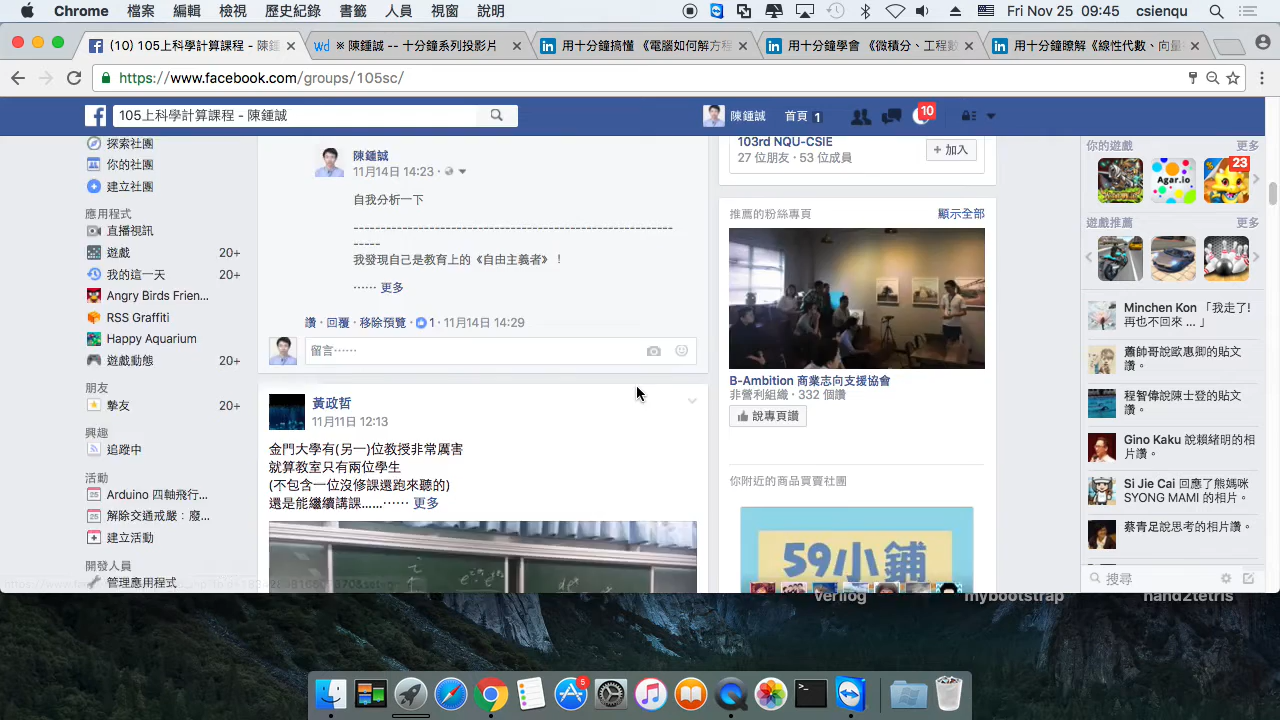 Chrome 檔案 編輯 檢視 歷史紀錄 書籤 人員 視窗 說明 Fri Nov 25 09:45 csienqu
(10) 105上科學計算課程 - 陳鍾
Wd ※ 陳鍾誠 -- 十分鐘系列投影片
用十分鐘搞懂 《電腦如何解方程
用十分鐘學會 《微積分、工程數
用十分鐘瞭解 《線性代數、向量
https://www.facebook.com/groups/105sc/
105上科學計算課程 - 陳鍾誠
陳鍾誠 首頁 1 10
探索社團
你的社團
建立社團
應用程式
直播視訊
遊戲 20+
我的這一天 20+
Angry Birds Frien...
RSS Graffiti
Happy Aquarium
遊戲動態 20+
朋友
摯友 20+
興趣
追蹤中
活動
Arduino 四軸飛行...
解除交通戒嚴：廢...
建立活動
開發人員
管理應用程式
陳鍾誠
11月14日 14:23 ·
自我分析一下
我發現自己是教育上的《自由主義者》！
⋯⋯ 更多
讚 · 回覆 · 移除預覽 · 1 · 11月14日 14:29
留言⋯⋯
黃政哲
11月11日 12:13
金門大學有(另一)位教授非常厲害
就算教室只有兩位學生
(不包含一位沒修課還跑來聽的)
還是能繼續講課......⋯⋯ 更多
103rd NQU-CSIE
27 位朋友 · 53 位成員
+ 加入
推薦的粉絲專頁 顯示全部
B-Ambition 商業志向支援協會
非營利組織 · 332 個讚
說專頁讚
你附近的商品買賣社團
59小鋪
你的遊戲 更多
Agar.io
23
遊戲推薦 更多
Minchen Kon 「我走了!
再也不回來 ... 」
蕭帥哥說歐惠卿的貼文
讚。
程智偉說陳士登的貼文
讚。
Gino Kaku 說賴緒明的相
片讚。
Si Jie Cai 回應了熊媽咪
SYONG MAMI 的相片。
蔡青足說思考的相片讚。
搜尋
verilog
mybootstrap
hand2tetris
5